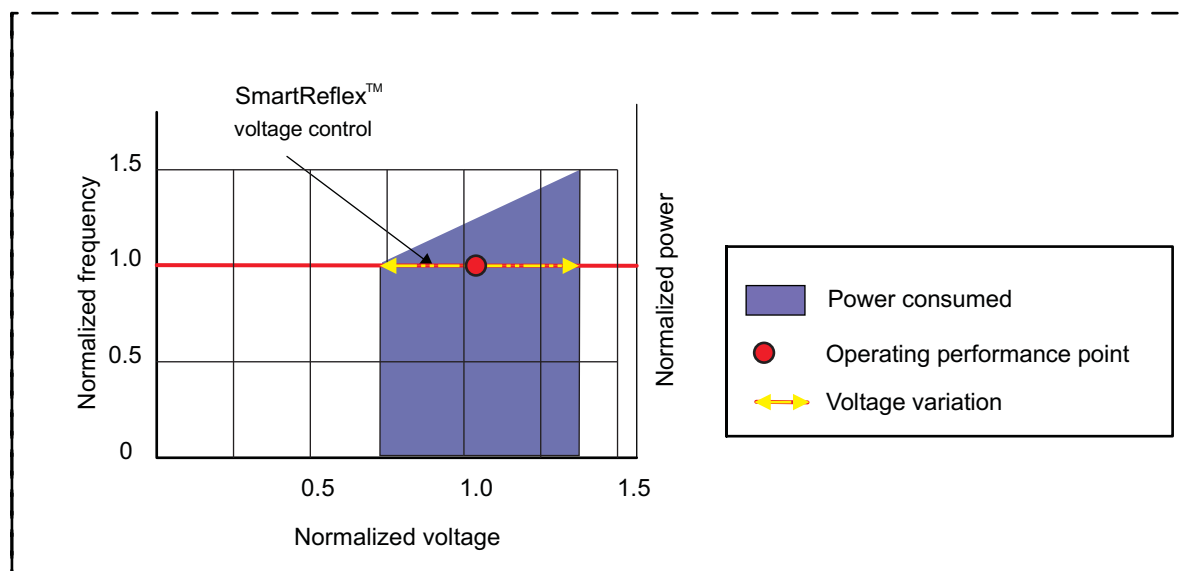 SmartReflex™
voltage control
Normalized frequency
1.5
1.0
0.5
0
0.5
1.0
1.5
Normalized voltage
Normalized power
Power consumed
Operating performance point
Voltage variation